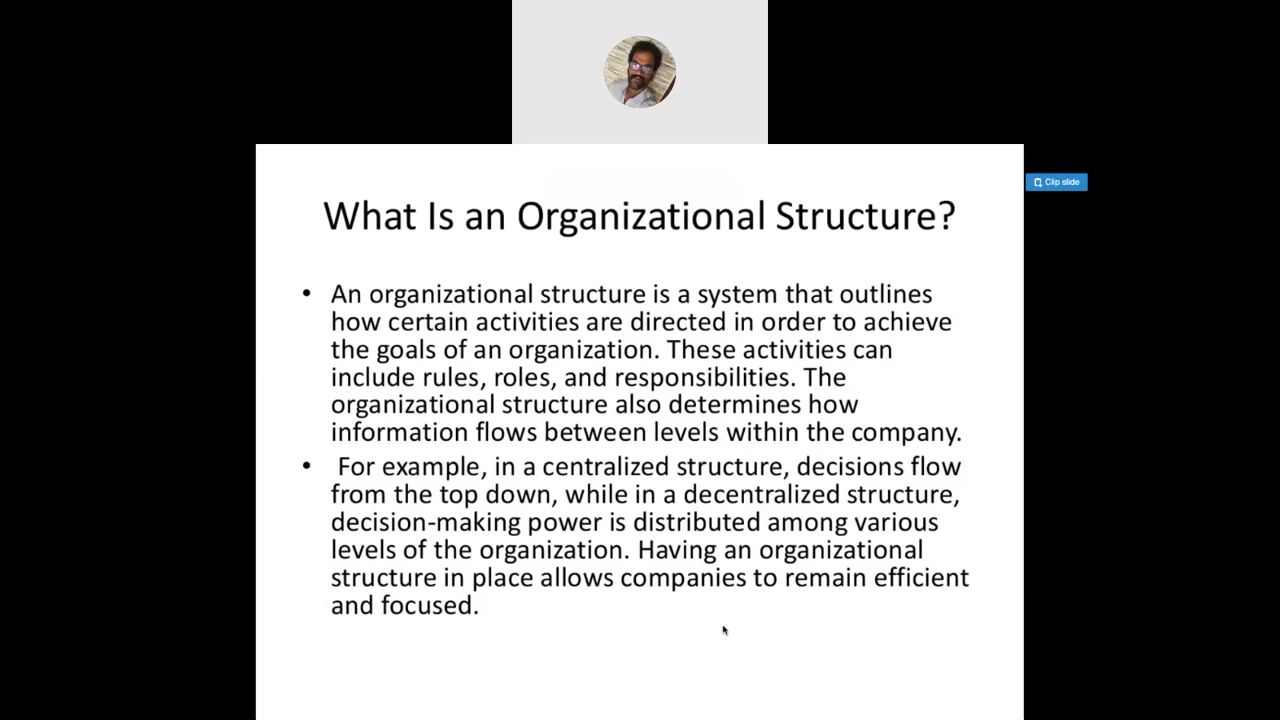 Clip slide
What Is an Organizational Structure?
• An organizational structure is a system that outlines
how certain activities are directed in order to achieve
the goals of an organization. These activities can
include rules, roles, and responsibilities. The
organizational structure also determines how
information flows between levels within the company.
• For example, in a centralized structure, decisions flow
from the top down, while in a decentralized structure,
decision-making power is distributed among various
levels of the organization. Having an organizational
structure in place allows companies to remain efficient
and focused.